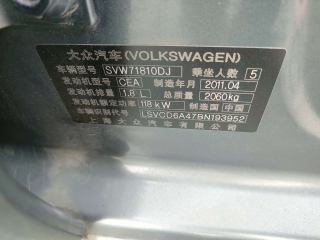 大众汽车(VOLKSWAGEN)
车辆型号 SVW71810DJ 乘坐人数 5
发动机型号 CEA 制造年月 2011.04
发动机排量 1.8 L 总质量 2060kg
发动机额定功率 118 kW 制造国 中国
车辆识别代号 LSVCD6A47BN193952
上海大众汽车有限公司